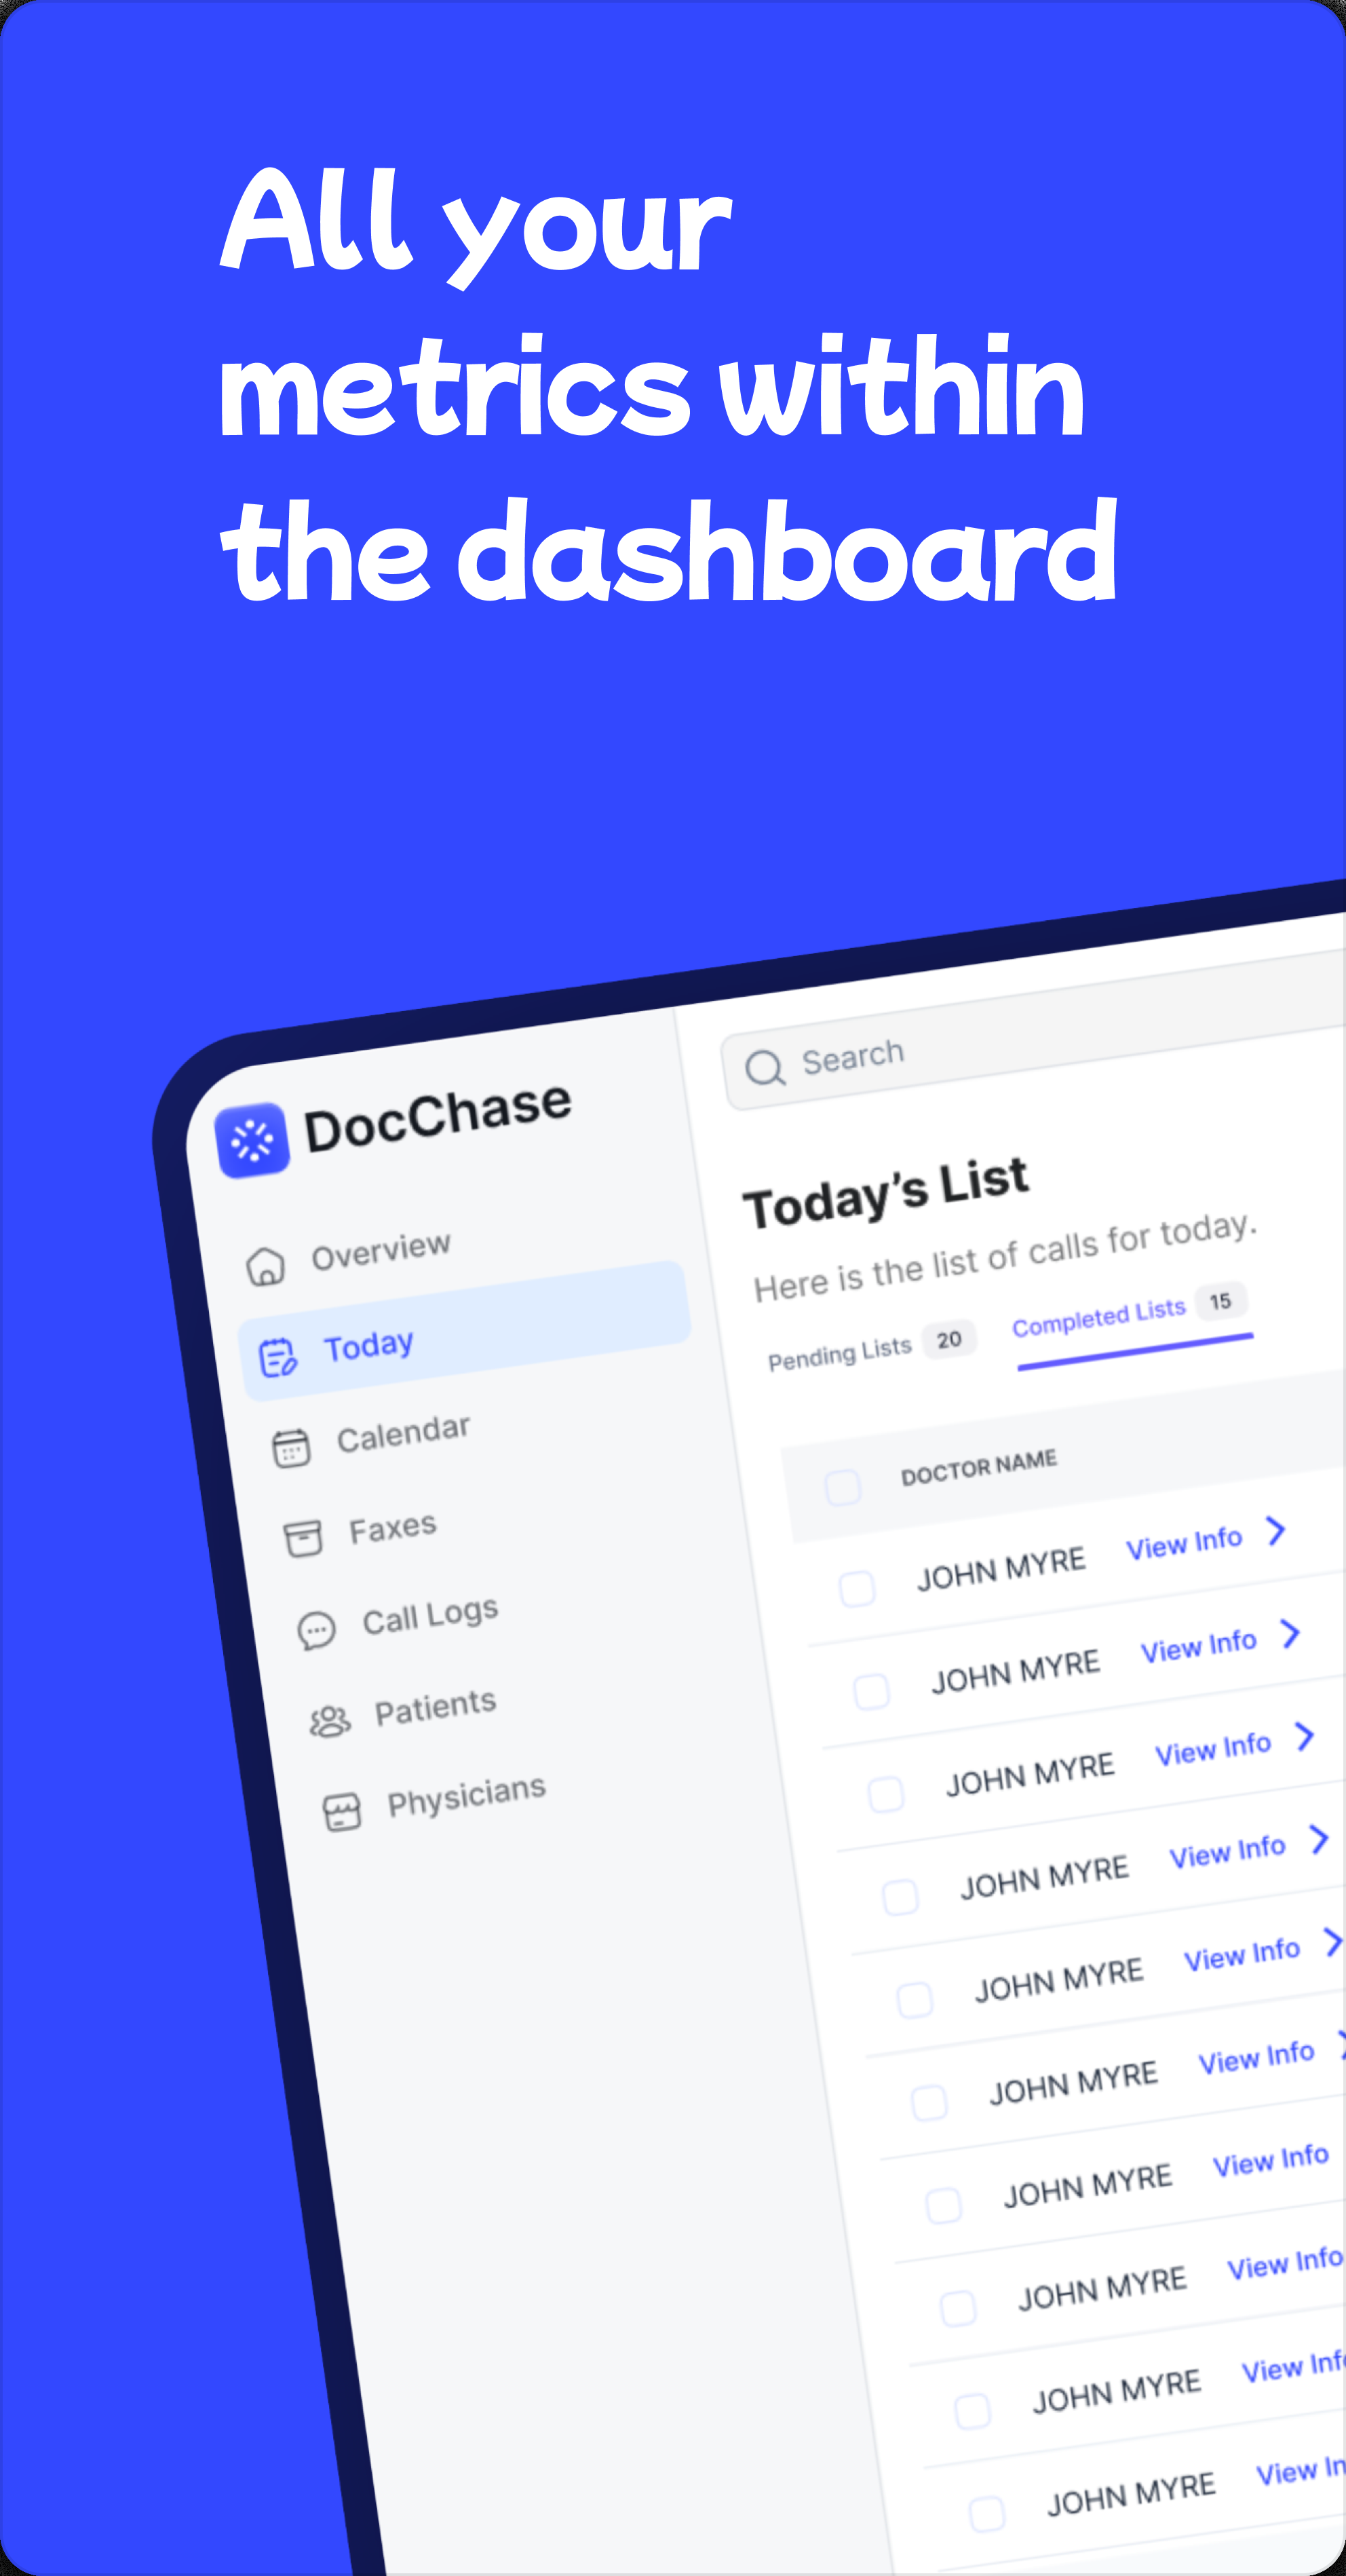 All your
metrics within
the dashboard
DocChase
Overview
Today
Calendar
Faxes
Call Logs
Patients
Physicians
Search
Today's List
Here is the list of calls for today.
Pending Lists 20 Completed Lists 15
DOCTOR NAME
JOHN MYRE View Info
JOHN MYRE View Info
JOHN MYRE View Info
JOHN MYRE View Info
JOHN MYRE View Info
JOHN MYRE View Info
JOHN MYRE View Info
JOHN MYRE View Info
JOHN MYRE View Inf
JOHN MYRE View In